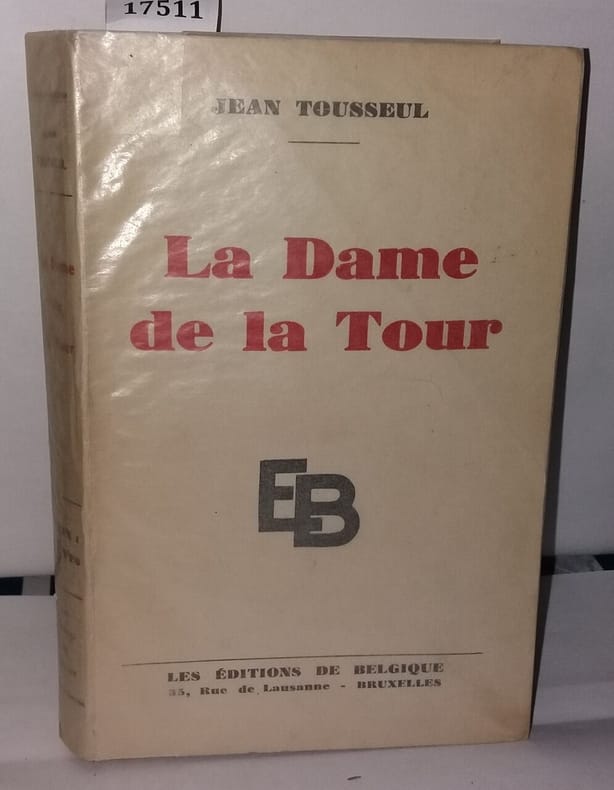 17511
JEAN TOUSSEUL
La Dame
de la Tour
EB
LES ÉDITIONS DE BELGIQUE
35, Rue de Lausanne - BRUXELLES